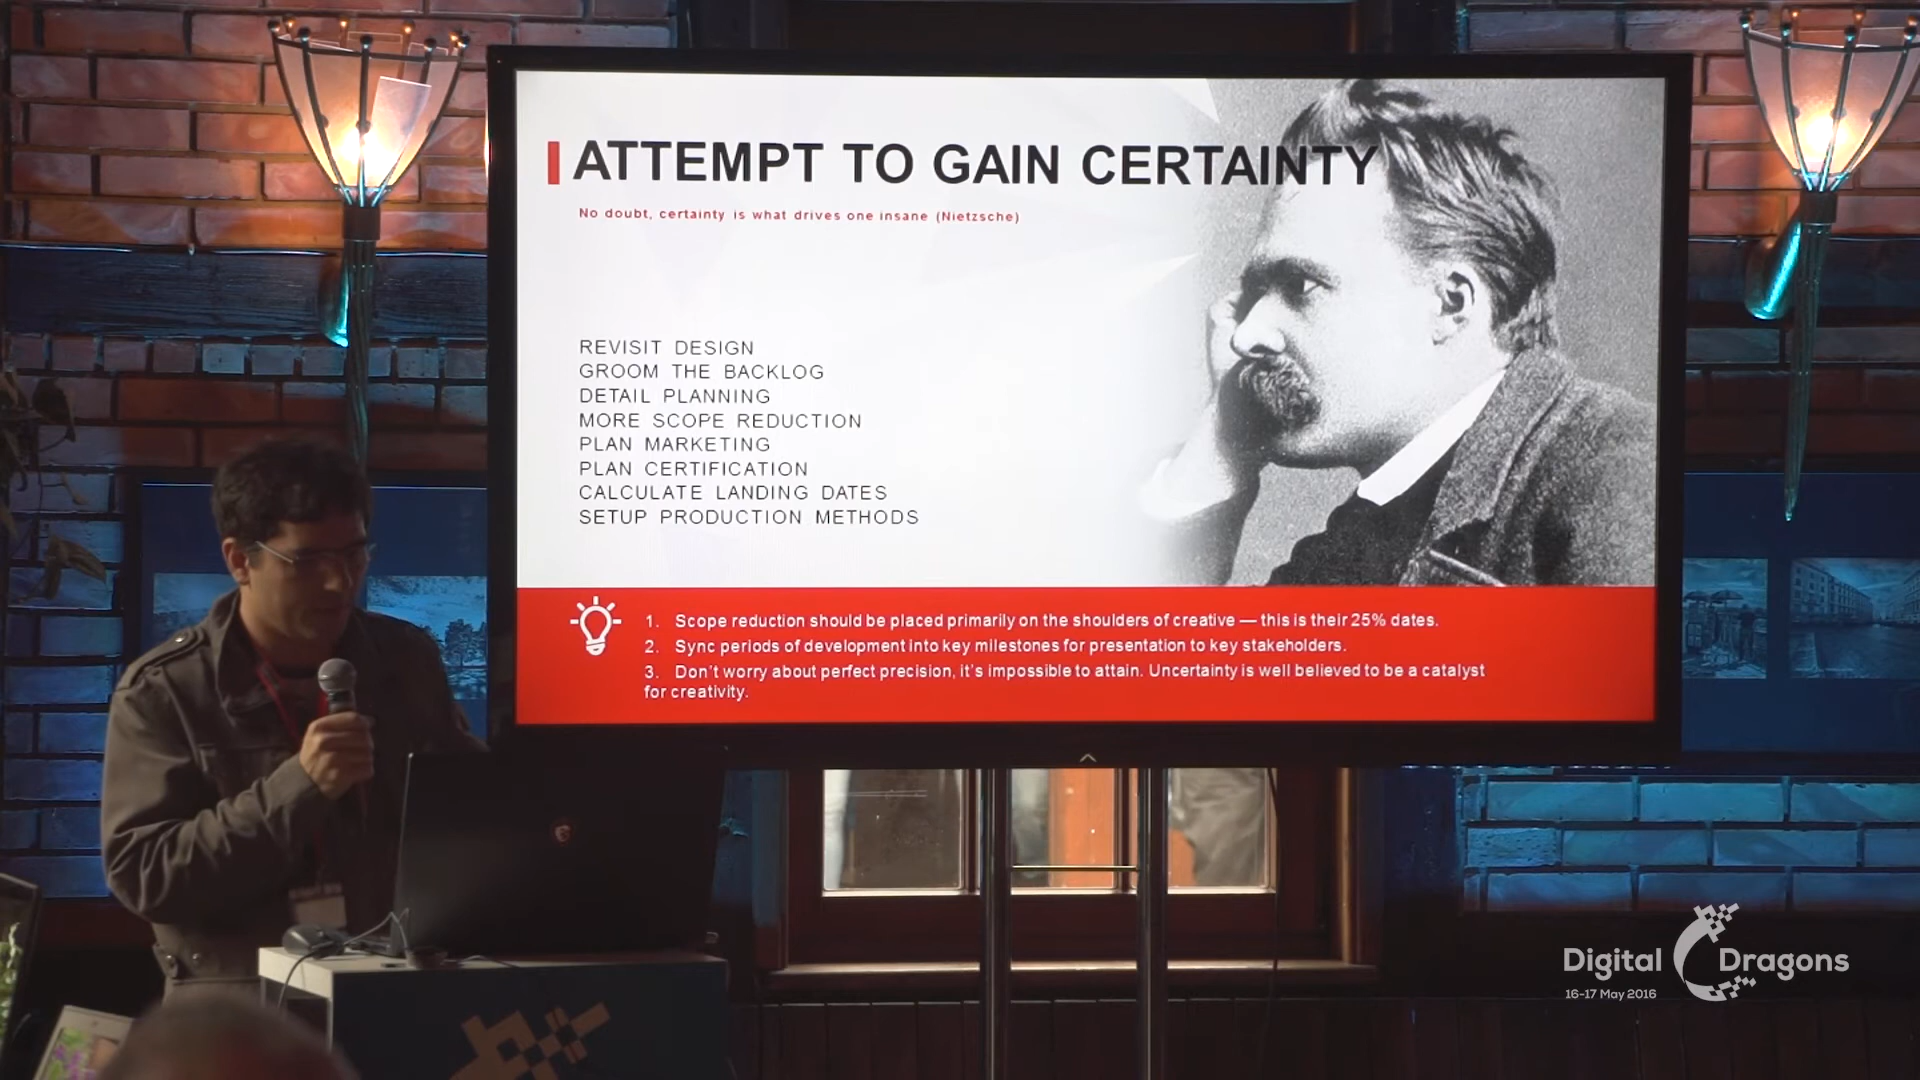 ATTEMPT TO GAIN CERTAINTY
No doubt, certainty is what drives one insane (Nietzsche)
REVISIT DESIGN
GROOM THE BACKLOG
DETAIL PLANNING
MORE SCOPE REDUCTION
PLAN MARKETING
PLAN CERTIFICATION
CALCULATE LANDING DATES
SETUP PRODUCTION METHODS
1. Scope reduction should be placed primarily on the shoulders of creative — this is their 25% dates.
2. Sync periods of development into key milestones for presentation to key stakeholders.
3. Don't worry about perfect precision, it's impossible to attain. Uncertainty is well believed to be a catalyst
for creativity.
Digital Dragons
16-17 May 2016